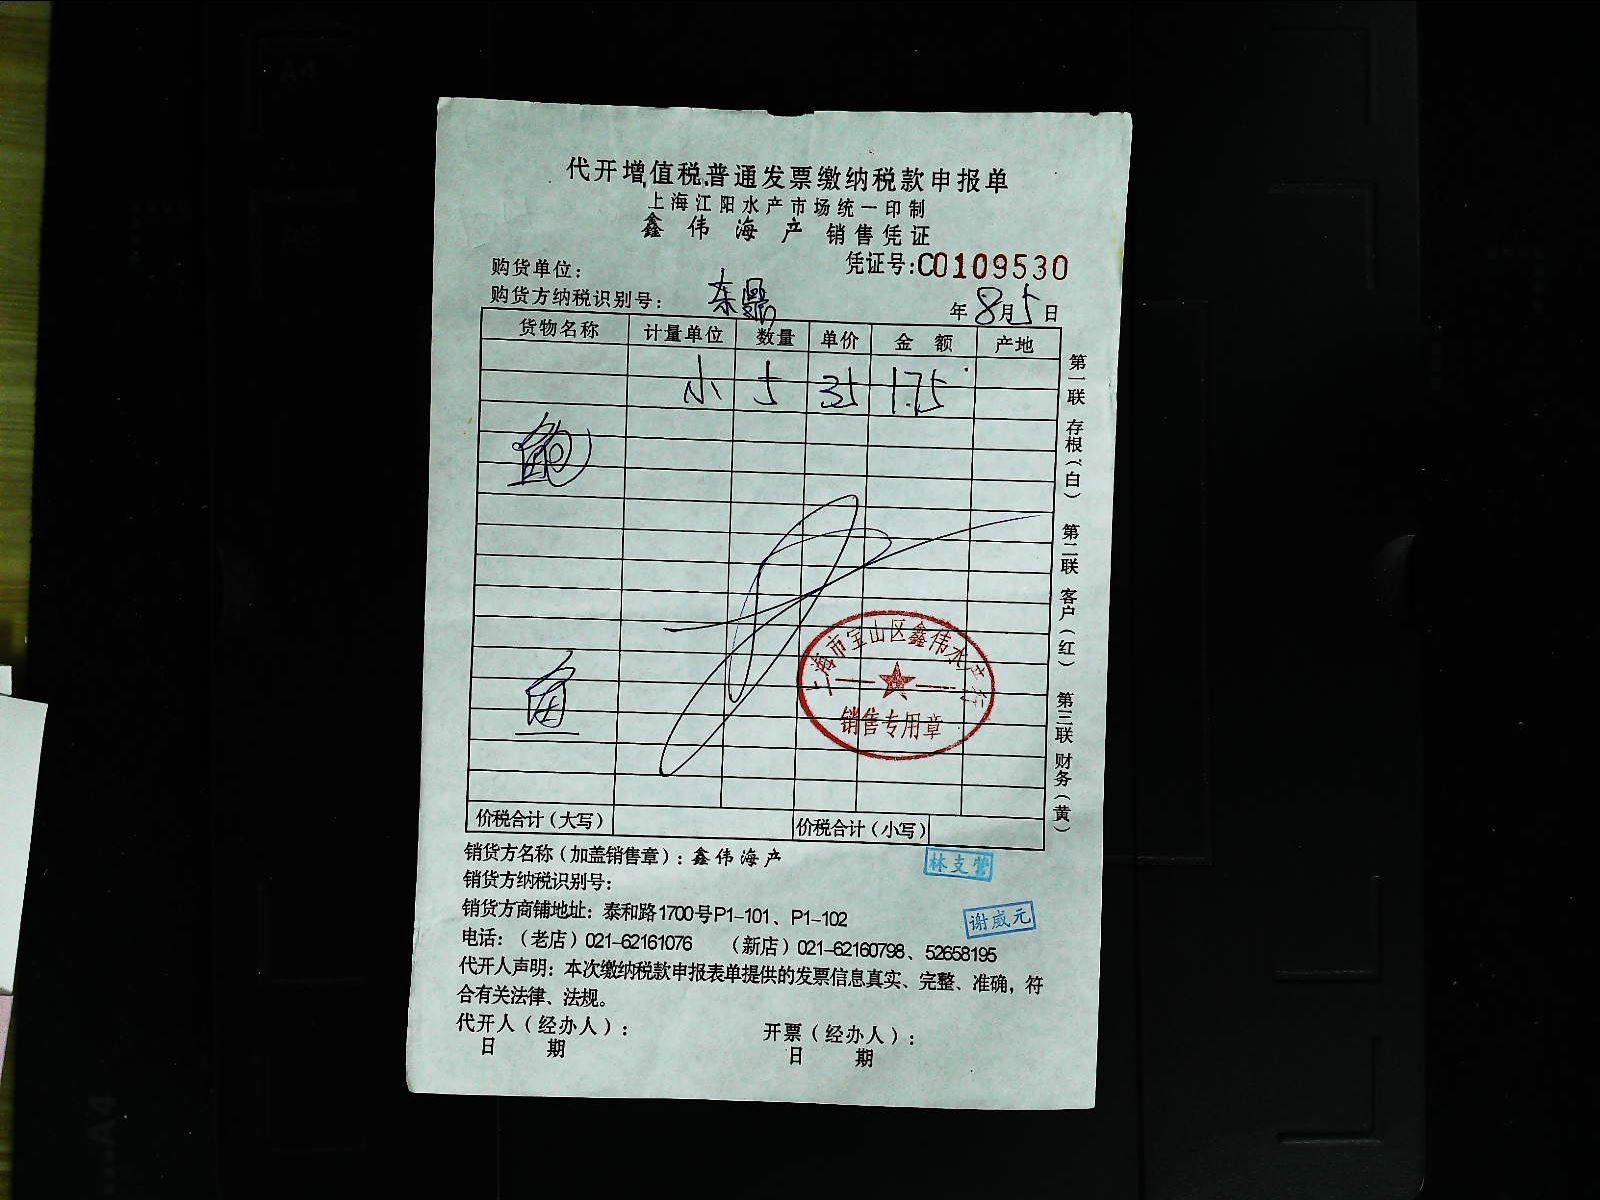 代开增值税普通发票缴纳税款申报单
上海江阳水产市场统一印制
鑫伟海产 销售凭证
购货单位： 凭证号:C0109530
购货方纳税识别号： 东鼎 年8月5日
货物名称 计量单位 数量 单价 金额 产地
小 5 35 175
鲍
鱼
上海市宝山区鑫伟水产行
销售专用章
价税合计（大写） 价税合计（小写）
第一联 存根（白） 第二联 客户（红） 第三联 财务（黄）
销货方名称（加盖销售章）：鑫伟海产
林支营
销货方纳税识别号：
销货方商铺地址：泰和路1700号P1-101、P1-102
谢威元
电话：（老店）021-62161076 （新店）021-62160798、52658195
代开人声明：本次缴纳税款申报表单提供的发票信息真实、完整、准确，符
合有关法律、法规。
代开人（经办人）： 开票（经办人）：
日 期 日 期
A4